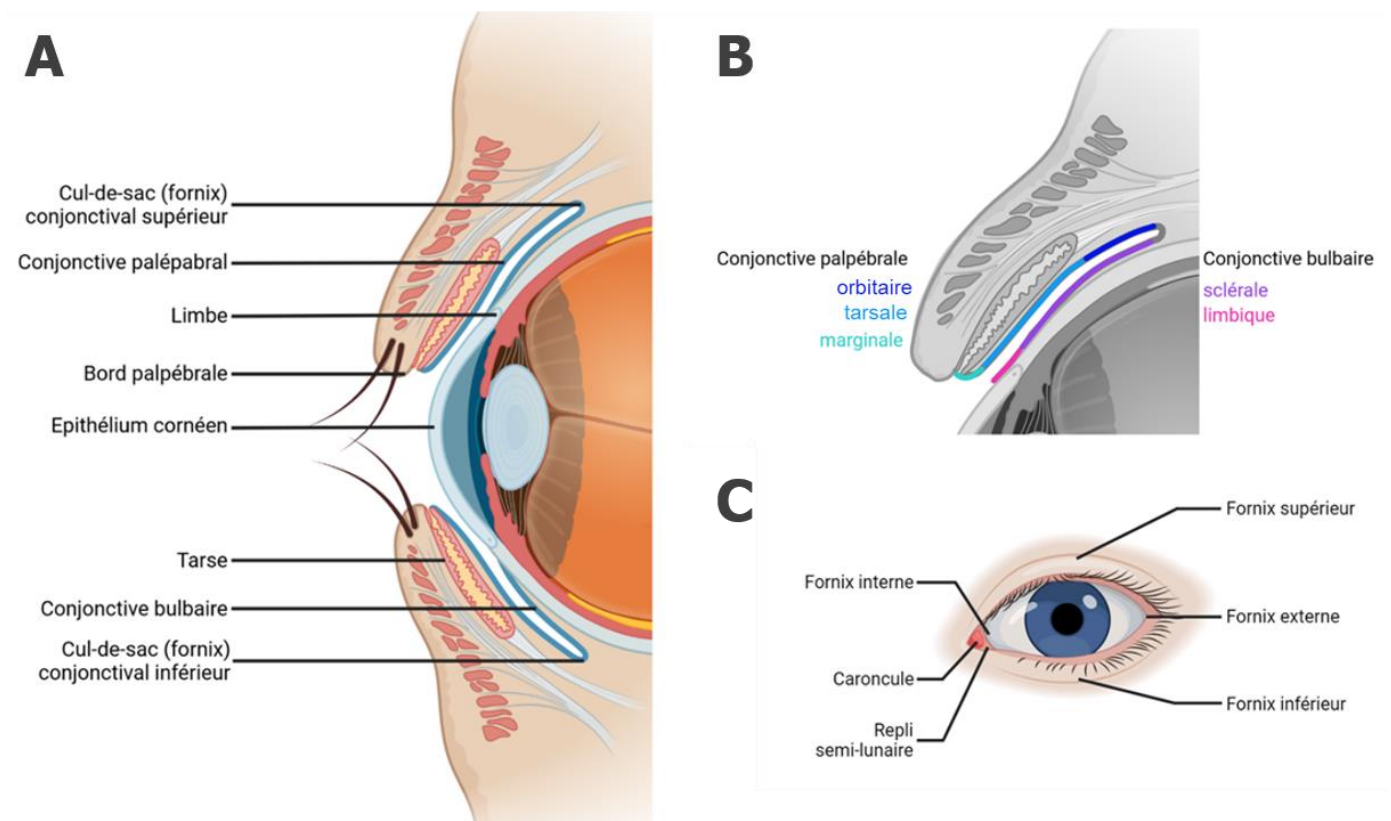 A
Cul-de-sac (fornix)
conjonctival supérieur
Conjonctive palépabral
Limbe
Bord palpébrale
Epithélium cornéen
Tarse
Conjonctive bulbaire
Cul-de-sac (fornix)
conjonctival inférieur
B
Conjonctive palpébrale
orbitaire
tarsale
marginale
Conjonctive bulbaire
sclérale
limbique
C
Fornix supérieur
Fornix interne
Fornix externe
Caroncule
Fornix inférieur
Repli
semi-lunaire